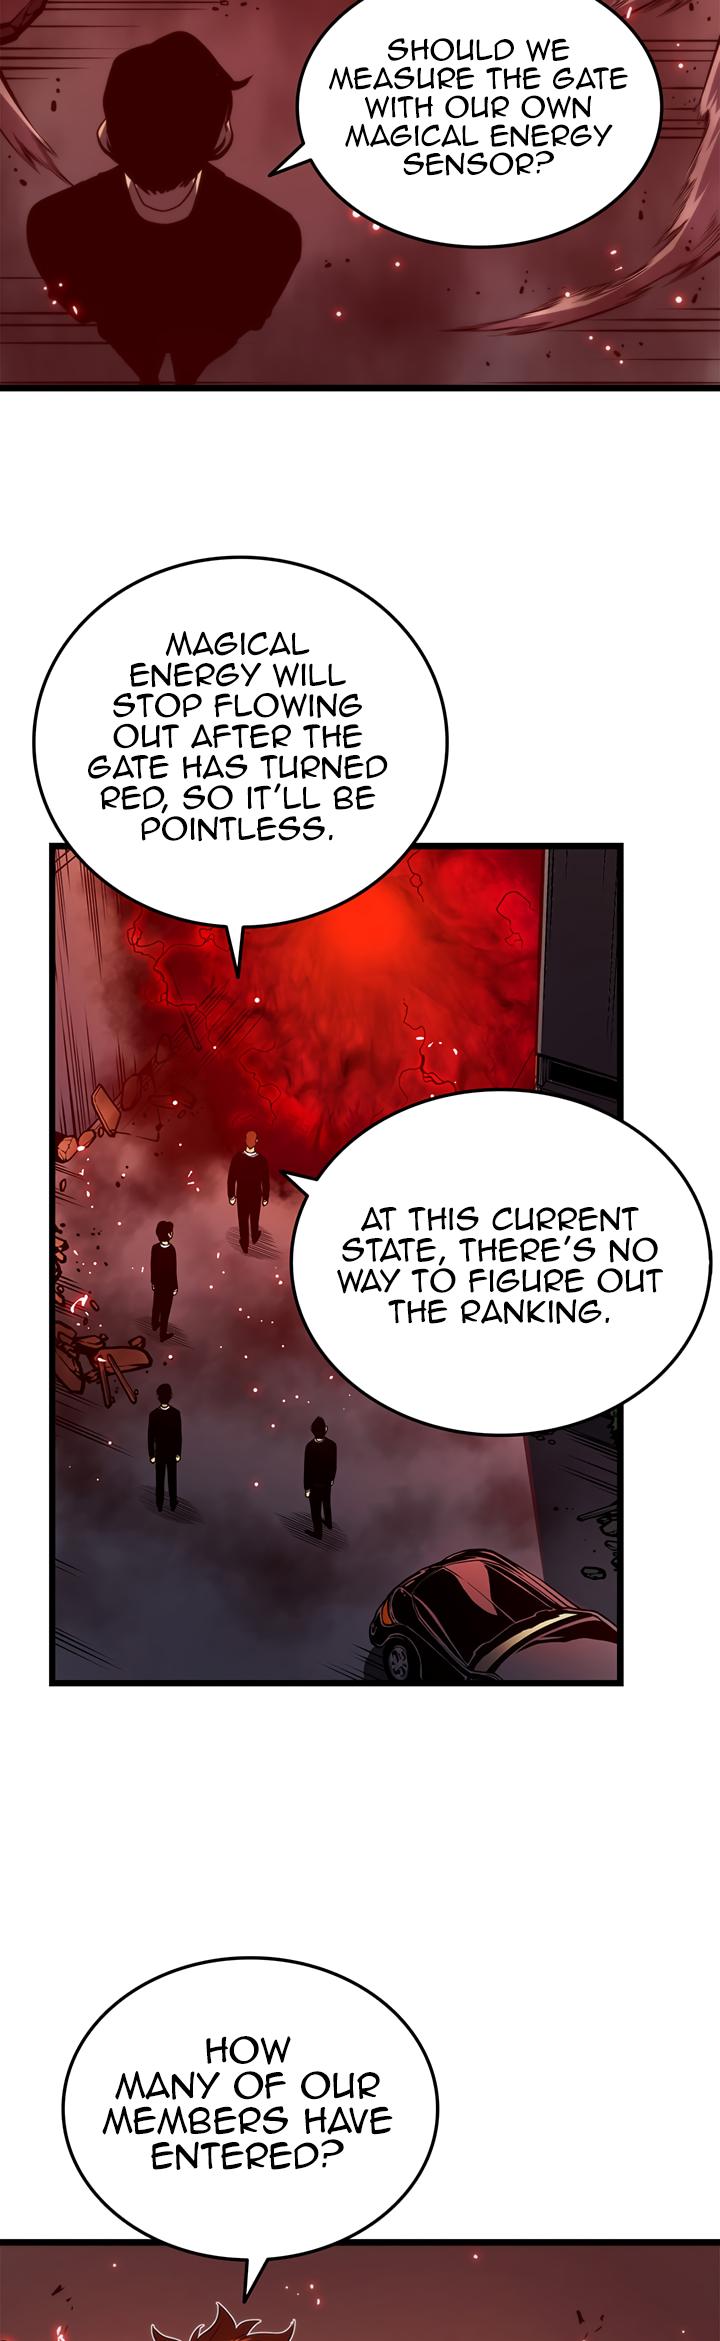 SHOULD WE
MEASURE THE GATE
WITH OUR OWN
MAGICAL ENERGY
SENSOR?
MAGICAL
ENERGY WILL
STOP FLOWING
OUT AFTER THE
GATE HAS TURNED
RED, SO IT'LL BE
POINTLESS.
AT THIS CURRENT
STATE, THERE'S NO
WAY TO FIGURE OUT
THE RANKING.
HOW
MANY OF OUR
MEMBERS HAVE
ENTERED?